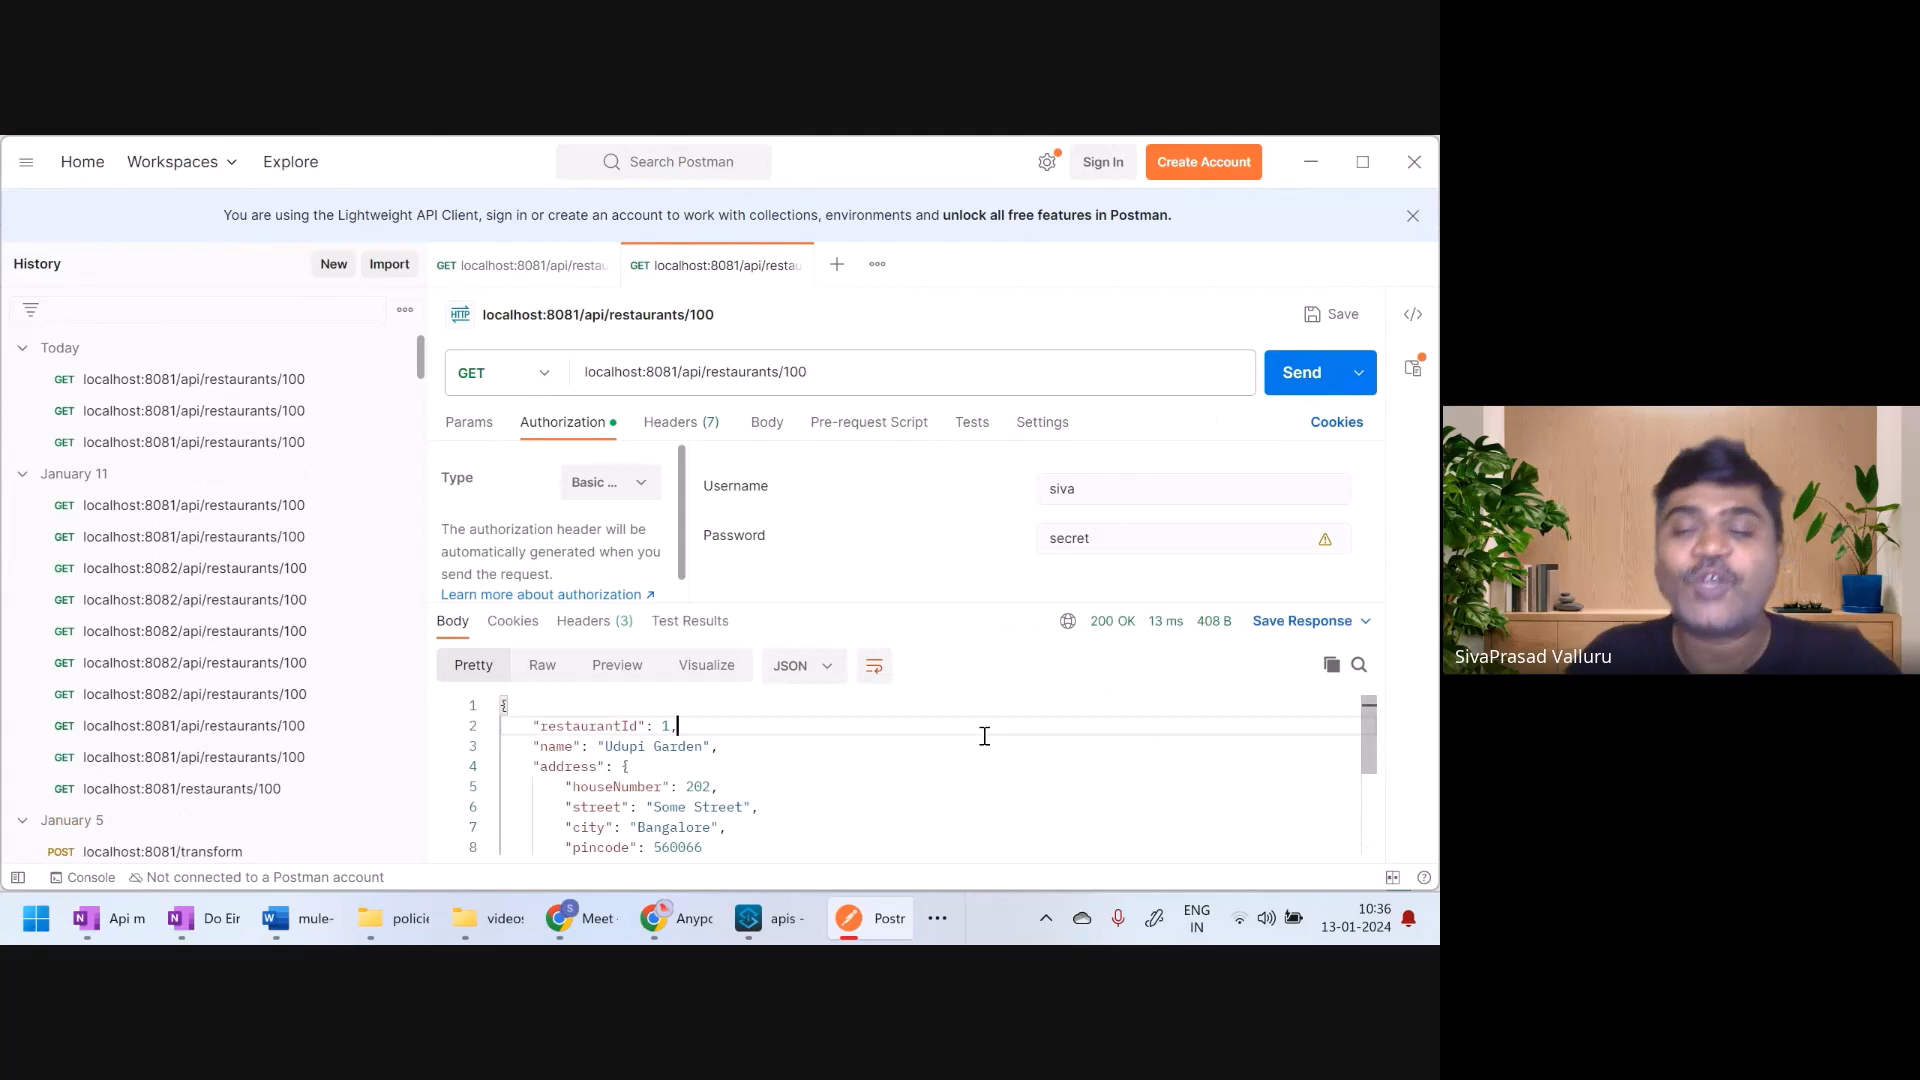 Home
Workspaces
Explore
Search Postman
Sign In
Create Account
You are using the Lightweight API Client, sign in or create an account to work with collections, environments and unlock all free features in Postman.
History
New
Import
GET localhost:8081/api/restau
GET localhost:8081/api/restau
HTTP localhost:8081/api/restaurants/100
Save
Today
GET localhost:8081/api/restaurants/100
GET localhost:8081/api/restaurants/100
GET localhost:8081/api/restaurants/100
January 11
GET localhost:8081/api/restaurants/100
GET localhost:8081/api/restaurants/100
GET localhost:8082/api/restaurants/100
GET localhost:8082/api/restaurants/100
GET localhost:8082/api/restaurants/100
GET localhost:8082/api/restaurants/100
GET localhost:8082/api/restaurants/100
GET localhost:8081/api/restaurants/100
GET localhost:8081/api/restaurants/100
GET localhost:8081/restaurants/100
January 5
POST localhost:8081/transform
GET localhost:8081/api/restaurants/100
Send
Params
Authorization
Headers (7)
Body
Pre-request Script
Tests
Settings
Cookies
Type
Basic ...
The authorization header will be
automatically generated when you
send the request.
Learn more about authorization ↗
Username
siva
Password
secret
Body
Cookies
Headers (3)
Test Results
200 OK
13 ms
408 B
Save Response
Pretty
Raw
Preview
Visualize
JSON
1 {
2 "restaurantId": 1,
3 "name": "Udupi Garden",
4 "address": {
5 "houseNumber": 202,
6 "street": "Some Street",
7 "city": "Bangalore",
8 "pincode": 560066
Console
Not connected to a Postman account
Api m
Do Eir
mule-
policie
videos
Meet
Anypo
apis -
Postr
ENG
IN
10:36
13-01-2024
SivaPrasad Valluru